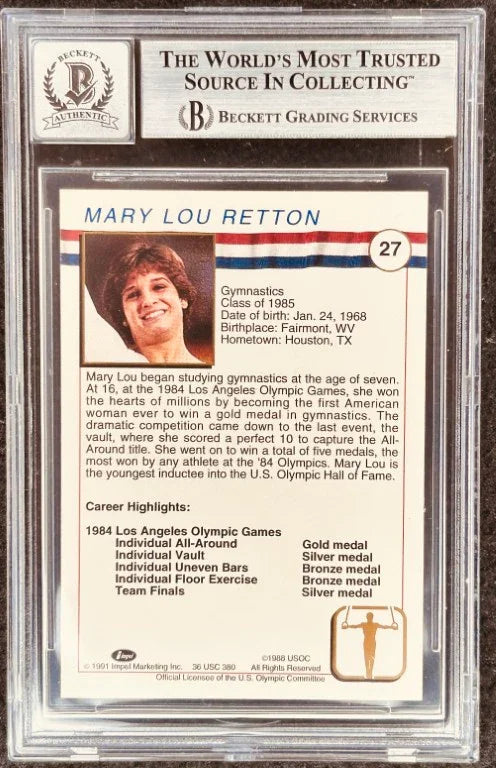 BECKETT
B
AUTHENTIC
THE WORLD'S MOST TRUSTED
SOURCE IN COLLECTING™
B BECKETT GRADING SERVICES
MARY LOU RETTON
27
Gymnastics
Class of 1985
Date of birth: Jan. 24, 1968
Birthplace: Fairmont, WV
Hometown: Houston, TX
Mary Lou began studying gymnastics at the age of seven.
At 16, at the 1984 Los Angeles Olympic Games, she won
the hearts of millions by becoming the first American
woman ever to win a gold medal in gymnastics. The
dramatic competition came down to the last event, the
vault, where she scored a perfect 10 to capture the All-
Around title. She went on to win a total of five medals, the
most won by any athlete at the '84 Olympics. Mary Lou is
the youngest inductee into the U.S. Olympic Hall of Fame.
Career Highlights:
1984 Los Angeles Olympic Games
Individual All-Around Gold medal
Individual Vault Silver medal
Individual Uneven Bars Bronze medal
Individual Floor Exercise Bronze medal
Team Finals Silver medal
impel
©1988 USOC
© 1991 Impel Marketing Inc. 36 USC 380 All Rights Reserved
Official Licensee of the U.S. Olympic Committee